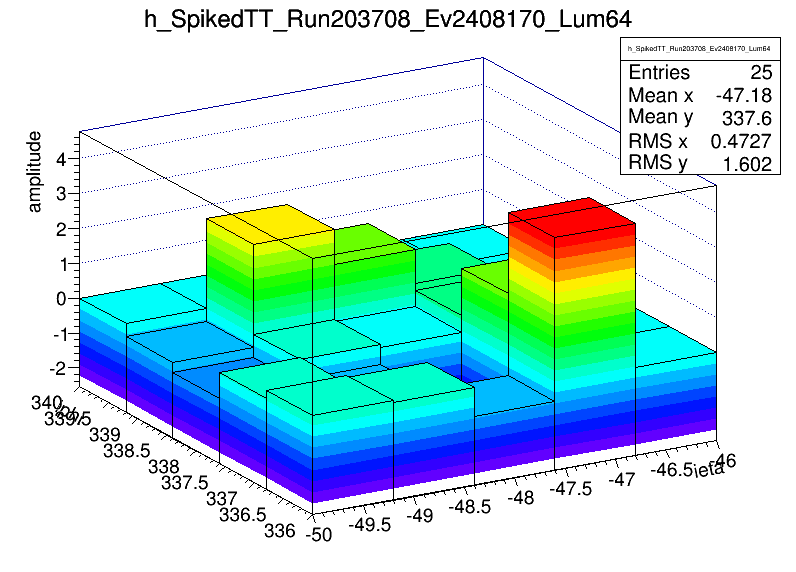 h_SpikedTT_Run203708_Ev2408170_Lum64
h_SpikedTT_Run203708_Ev2408170_Lum64
Entries 25
Mean x -47.18
Mean y 337.6
RMS x 0.4727
RMS y 1.602
amplitude
4
3
2
1
0
-1
-2
340
339.5
339
338.5
338
337.5
337
336.5
336
-50
-49.5
-49
-48.5
-48
-47.5
-47
-46.5
-46
ieta